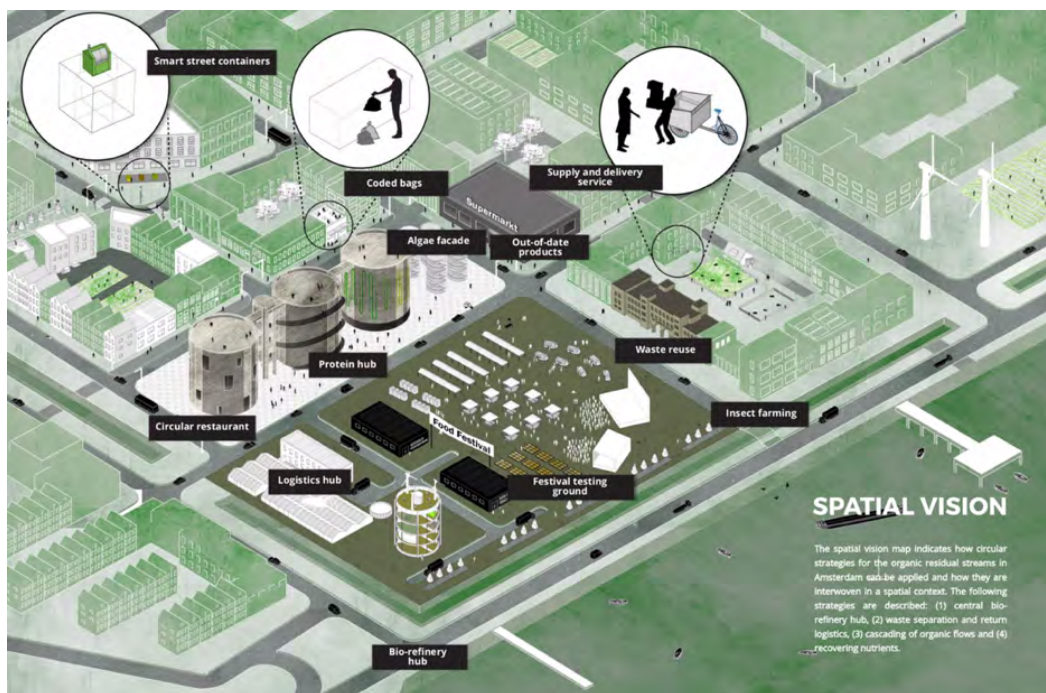 Smart street containers
Coded bags
Supply and delivery
service
Supermarkt
Algae facade
Out-of-date
products
Protein hub
Waste reuse
Circular restaurant
Insect farming
Food Festival
Logistics hub
Festival testing
ground
Bio-refinery
hub
SPATIAL VISION
The spatial vision map indicates how circular
strategies for the organic residual streams in
Amsterdam can be applied and how they are
interwoven in a spatial context. The following
strategies are described: (1) central bio-
refinery hub, (2) waste separation and return
logistics, (3) cascading of organic flows and (4)
recovering nutrients.